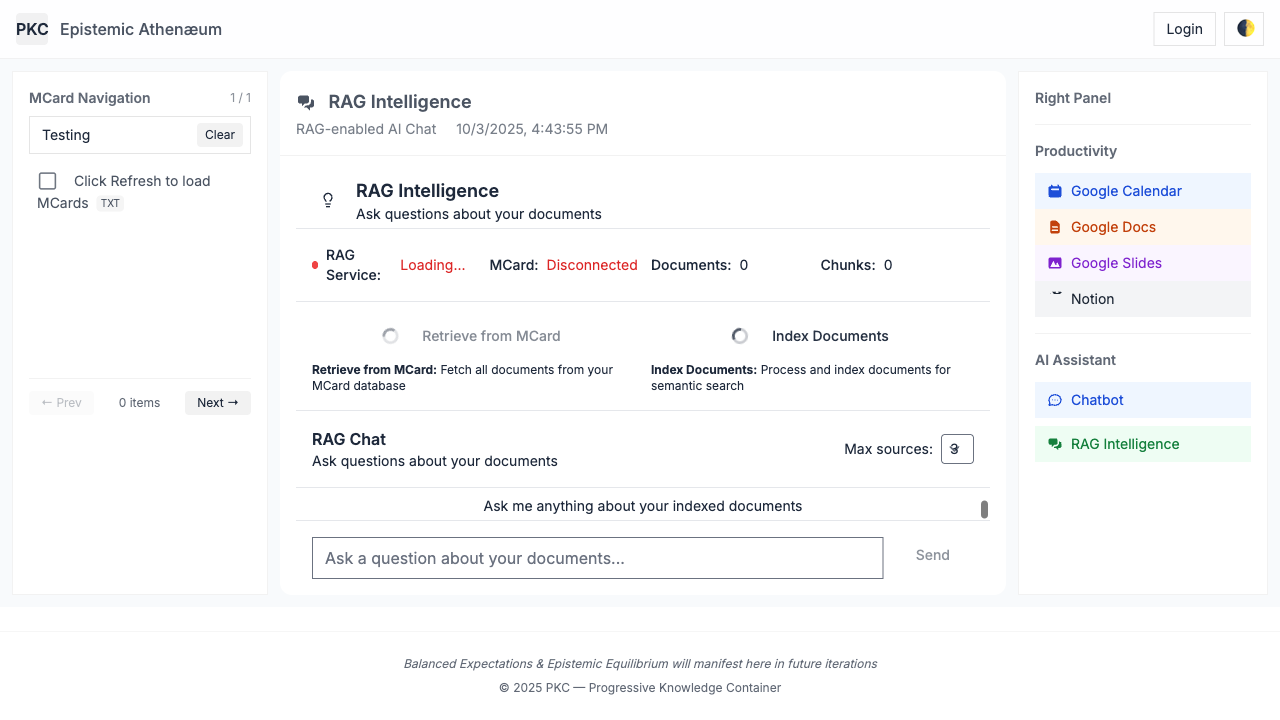 PKC Epistemic Athenæum
Login
MCard Navigation 1 / 1
Testing Clear
Click Refresh to load
MCards TXT
← Prev 0 items Next →
RAG Intelligence
RAG-enabled AI Chat 10/3/2025, 4:43:55 PM
RAG Intelligence
Ask questions about your documents
RAG
Service: Loading... MCard: Disconnected Documents: 0 Chunks: 0
Retrieve from MCard Index Documents
Retrieve from MCard: Fetch all documents from your
MCard database
Index Documents: Process and index documents for
semantic search
RAG Chat
Ask questions about your documents
Max sources:
Ask me anything about your indexed documents
Ask a question about your documents... Send
Right Panel
Productivity
Google Calendar
Google Docs
Google Slides
Notion
AI Assistant
Chatbot
RAG Intelligence
Balanced Expectations & Epistemic Equilibrium will manifest here in future iterations
© 2025 PKC — Progressive Knowledge Container